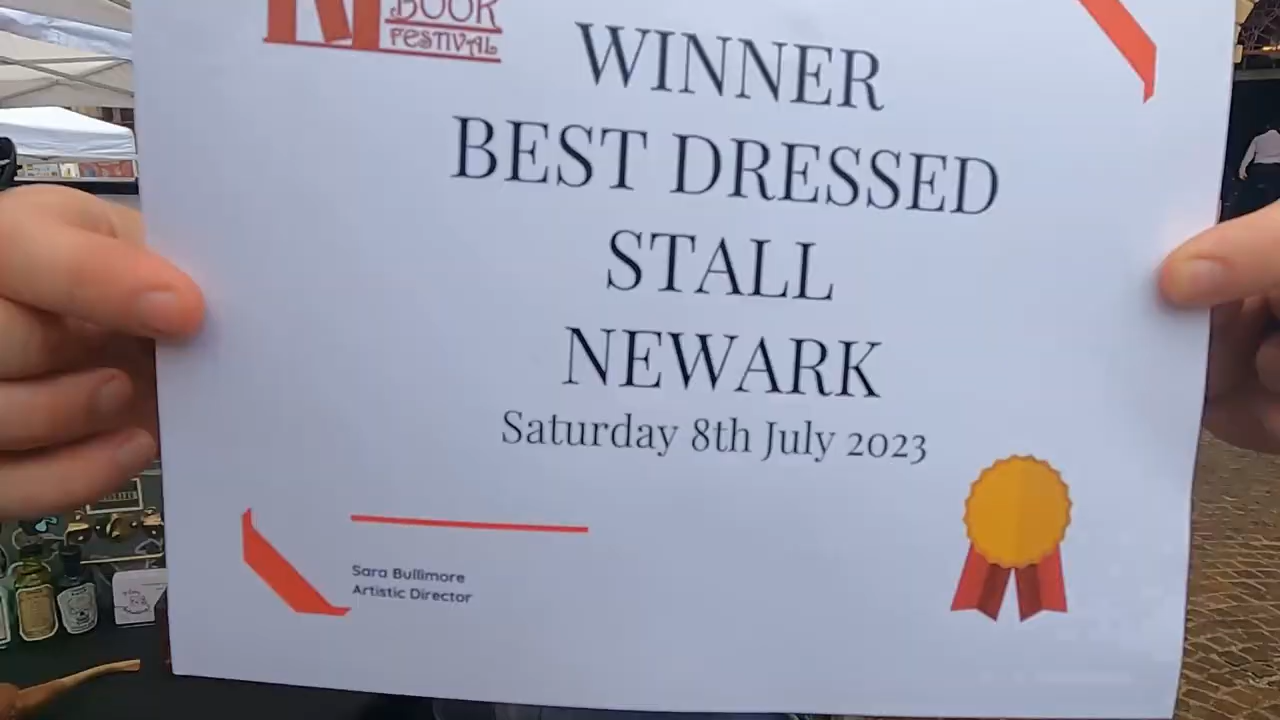 BOOK
FESTIVAL
WINNER
BEST DRESSED
STALL
NEWARK
Saturday 8th July 2023
Sara Bullimore
Artistic Director